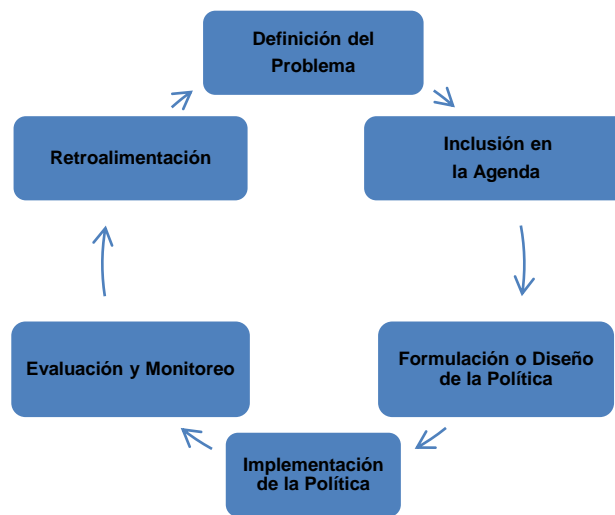 Definición del
Problema
Inclusión en
la Agenda
Formulación o Diseño
de la Política
Implementación
de la Política
Evaluación y Monitoreo
Retroalimentación